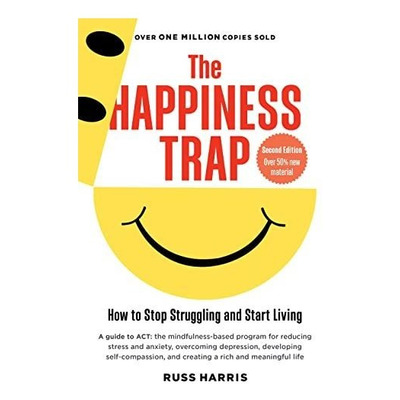 OVER ONE MILLION COPIES SOLD
The
HAPPINESS
TRAP
Second Edition
Over 50% new
material
How to Stop Struggling and Start Living
A guide to ACT: the mindfulness-based program for reducing
stress and anxiety, overcoming depression, developing
self-compassion, and creating a rich and meaningful life
RUSS HARRIS